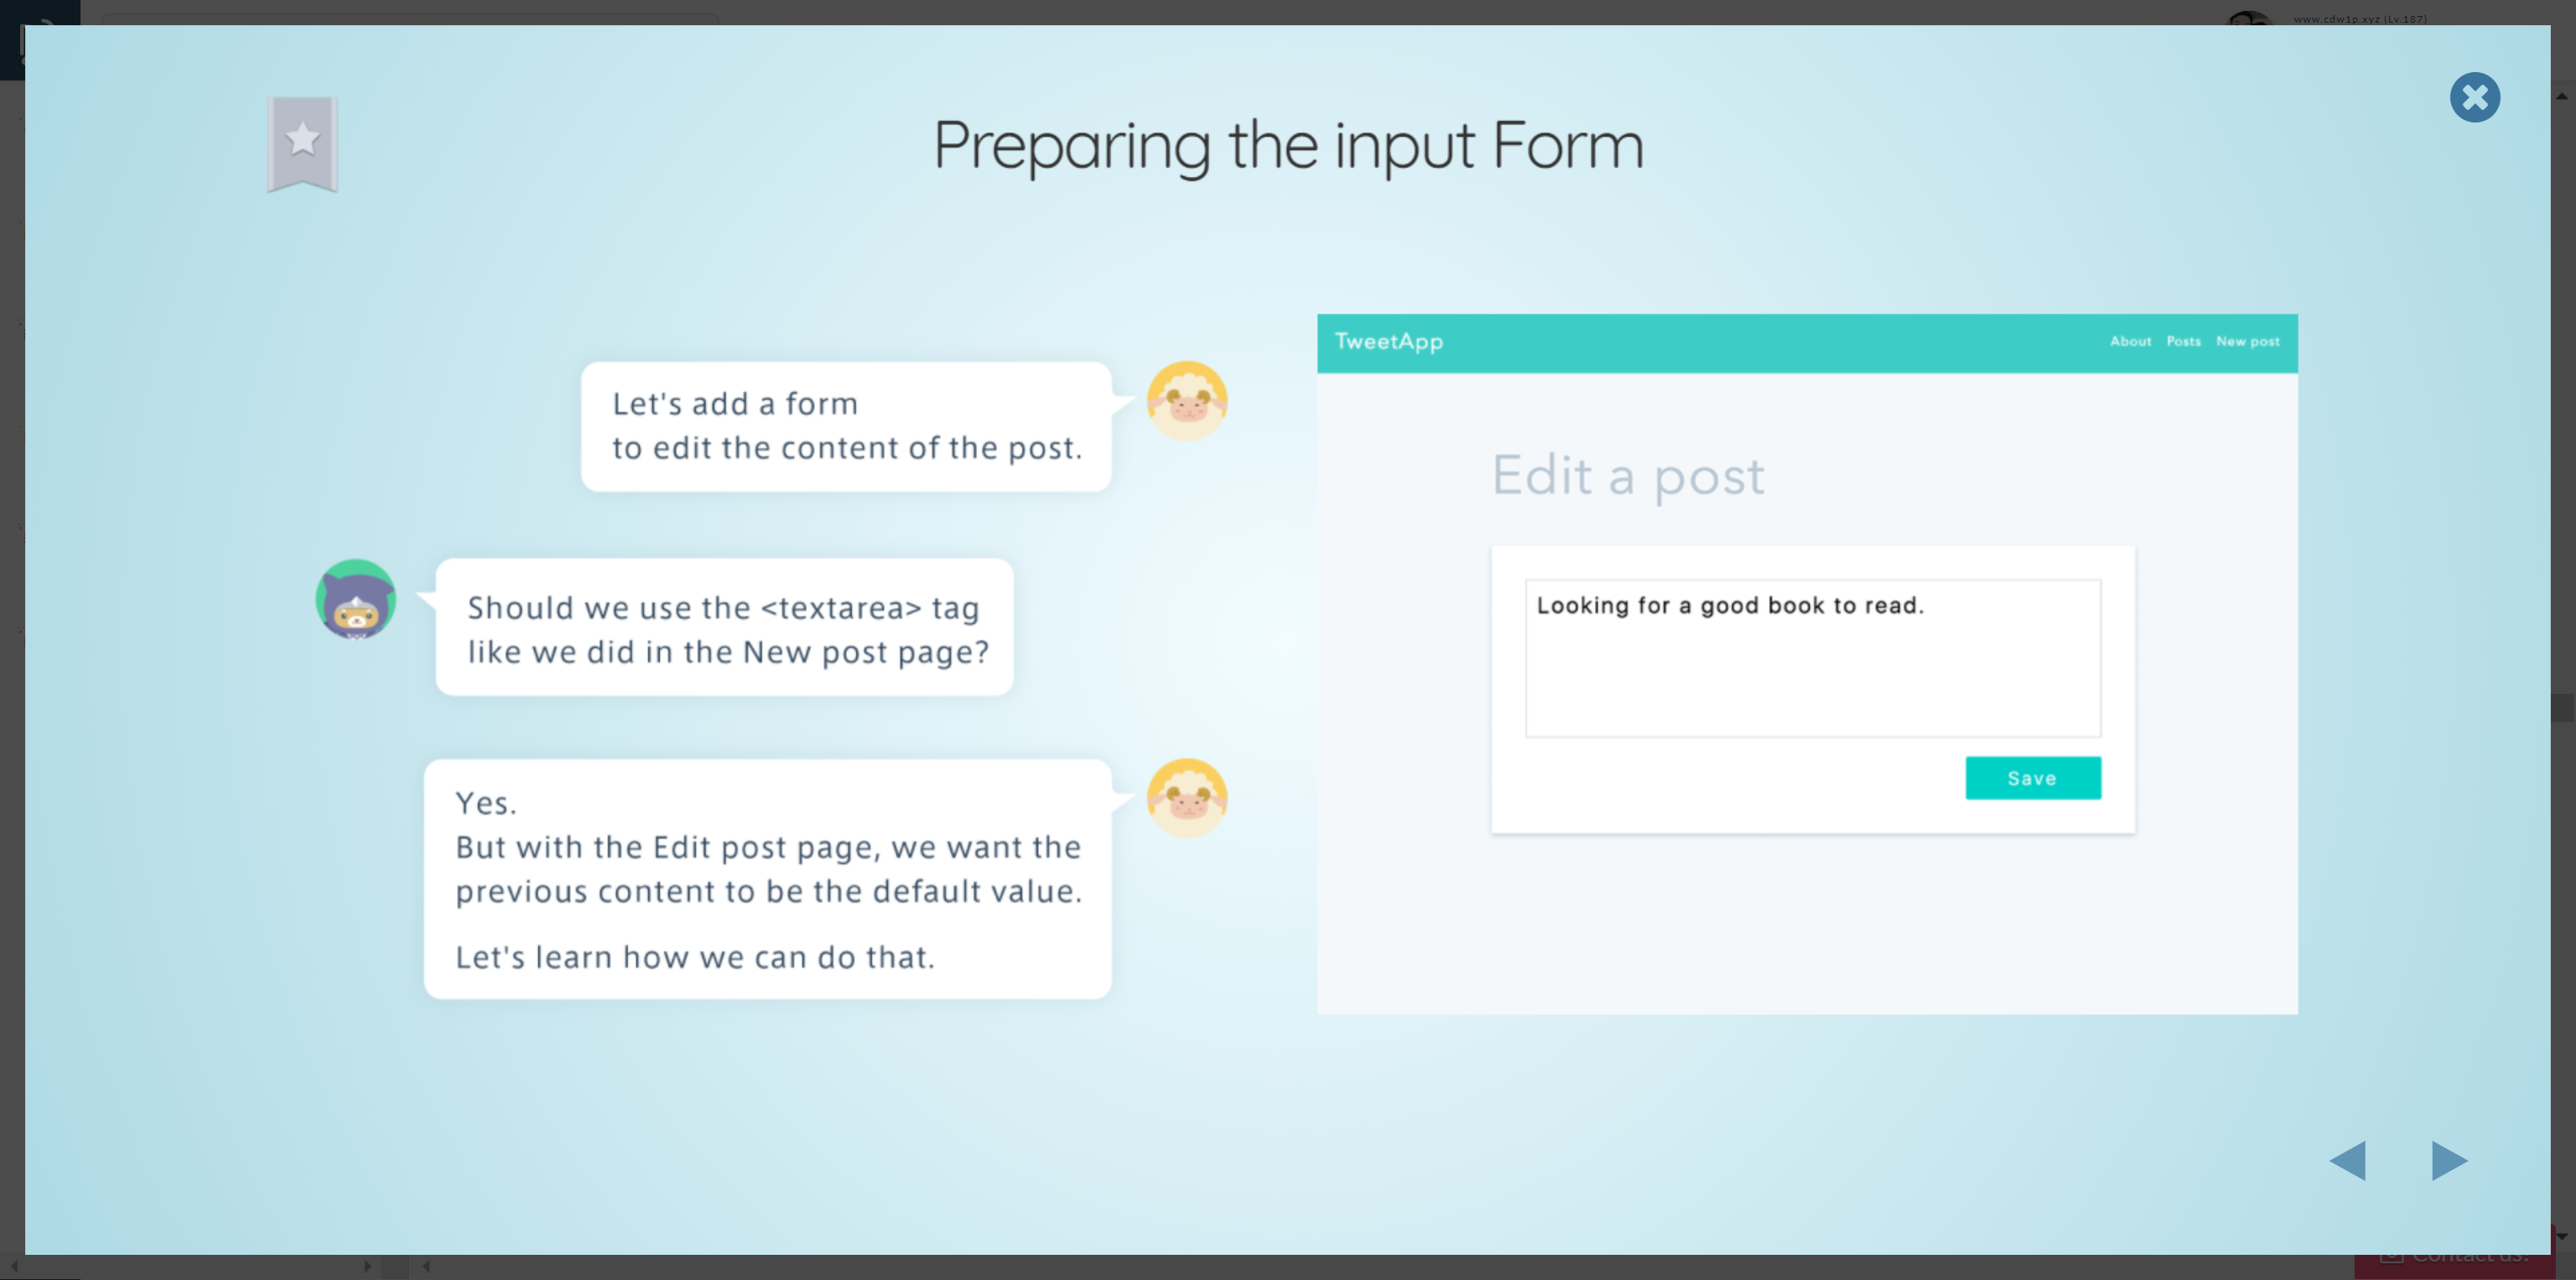 www.cdw1p.xyz (Lv.187)
Preparing the input Form
Let's add a form
to edit the content of the post.
Should we use the <textarea> tag
like we did in the New post page?
Yes.
But with the Edit post page, we want the
previous content to be the default value.
Let's learn how we can do that.
TweetApp
About Posts New post
Edit a post
Looking for a good book to read.
Save
Contact us!